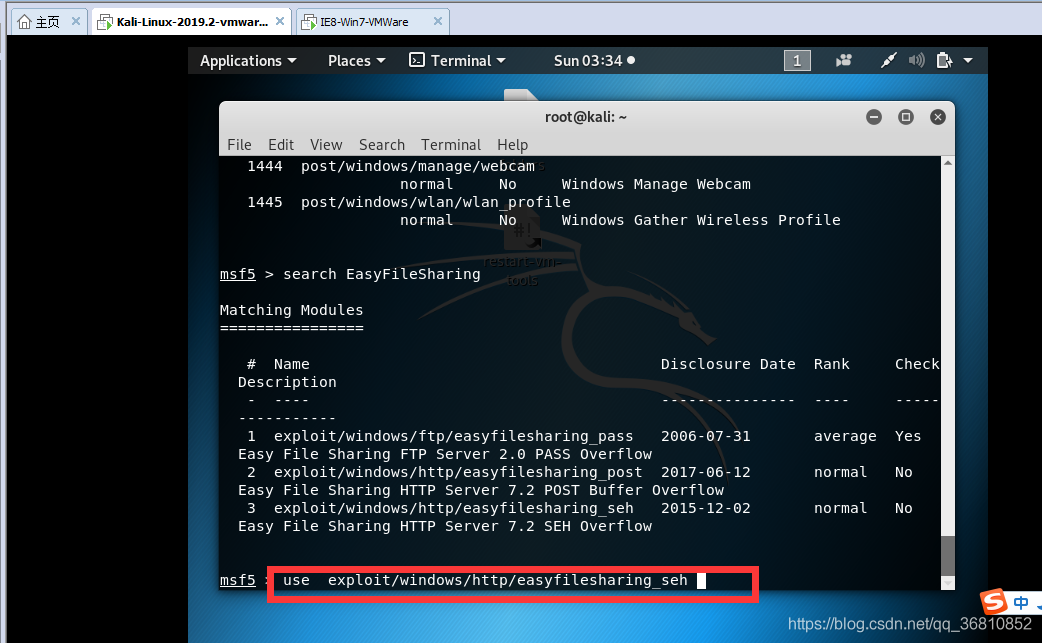 主页 Kali-Linux-2019.2-vmwar... IE8-Win7-VMWare
Applications Places Terminal Sun 03:34 1
root@kali: ~
File Edit View Search Terminal Help
1444 post/windows/manage/webcam
normal No Windows Manage Webcam
1445 post/windows/wlan/wlan_profile
normal No Windows Gather Wireless Profile
restart-vm-
tools
msf5 > search EasyFileSharing
Matching Modules
================
# Name Disclosure Date Rank Check
Description
- ---- --------------- ---- -----
-----------
1 exploit/windows/ftp/easyfilesharing_pass 2006-07-31 average Yes
Easy File Sharing FTP Server 2.0 PASS Overflow
2 exploit/windows/http/easyfilesharing_post 2017-06-12 normal No
Easy File Sharing HTTP Server 7.2 POST Buffer Overflow
3 exploit/windows/http/easyfilesharing_seh 2015-12-02 normal No
Easy File Sharing HTTP Server 7.2 SEH Overflow
msf5 > use exploit/windows/http/easyfilesharing_seh
S 中
https://blog.csdn.net/qq_36810852